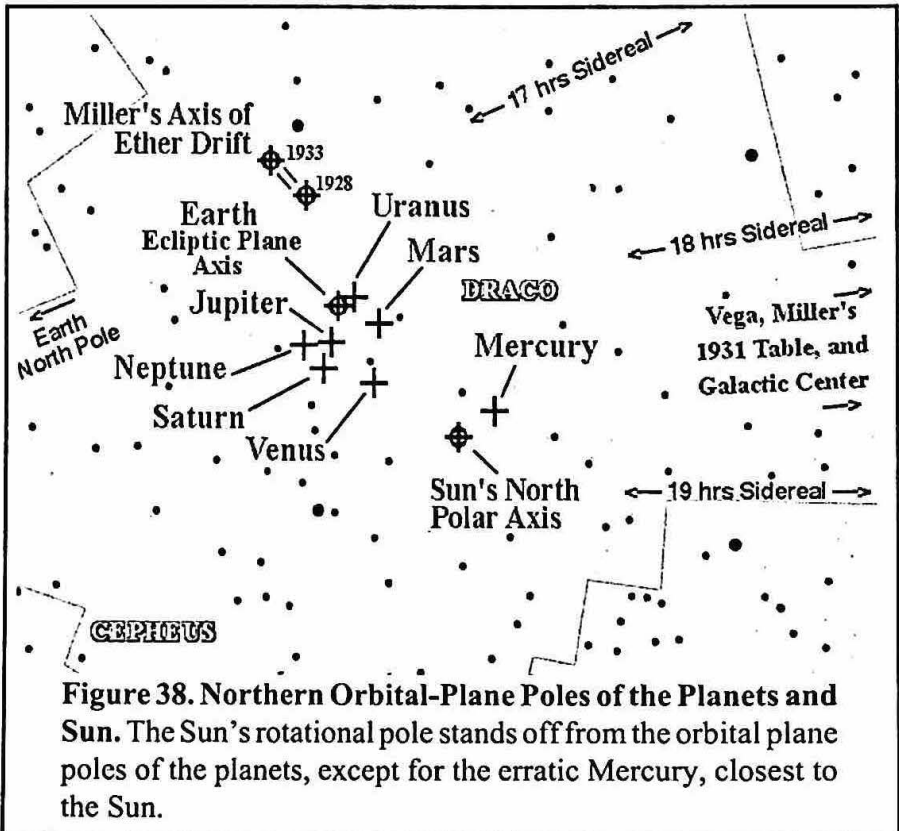 17 hrs Sidereal
Miller's Axis of
Ether Drift
1933
1928
Uranus
Earth
Ecliptic Plane
Axis
Mars
18 hrs Sidereal
DRACO
Jupiter
Earth
North Pole
Vega, Miller's
1931 Table, and
Galactic Center
Mercury
Neptune
Saturn
Venus
Sun's North
Polar Axis
19 hrs Sidereal
CEPHEUS
Figure 38. Northern Orbital-Plane Poles of the Planets and
Sun. The Sun's rotational pole stands off from the orbital plane
poles of the planets, except for the erratic Mercury, closest to
the Sun.